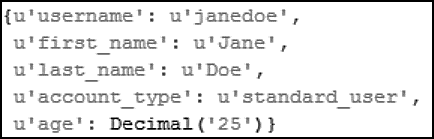 {u'username': u'janedoe',
 u'first_name': u'Jane',
 u'last_name': u'Doe',
 u'account_type': u'standard_user',
 u'age': Decimal('25')}